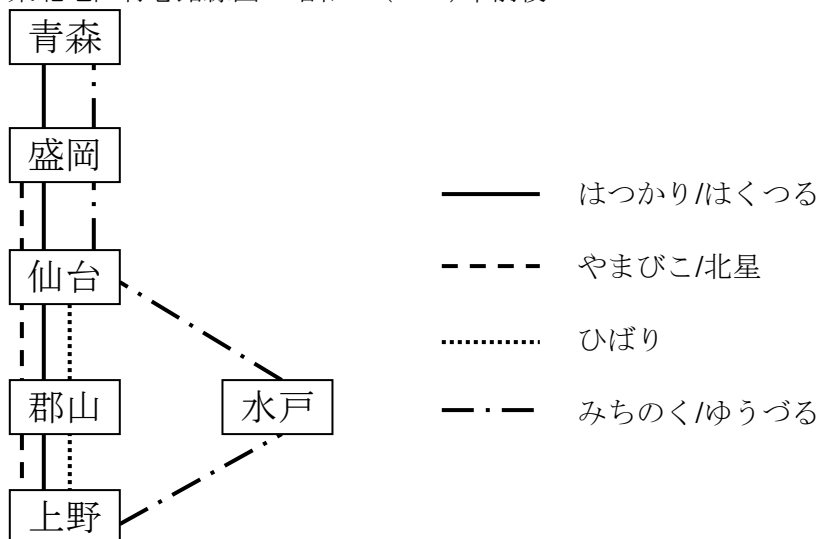 青森
盛岡
仙台
郡山
水戸
上野
はつかり/はくつる
やまびこ/北星
ひばり
みちのく/ゆうづる